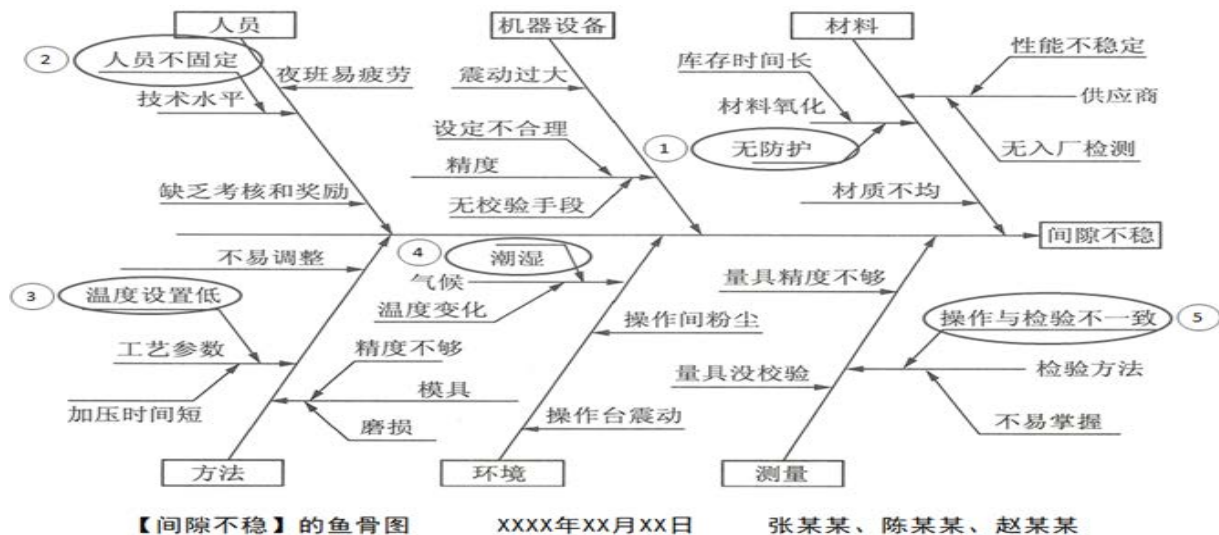 人员
机器设备
材料
② 人员不固定
夜班易疲劳
技术水平
缺乏考核和奖励
震动过大
设定不合理
精度
无校验手段
库存时间长
材料氧化
① 无防护
材质不均
性能不稳定
供应商
无入厂检测
间隙不稳
不易调整
③ 温度设置低
工艺参数
加压时间短
精度不够
模具
磨损
④ 潮湿
气候
温度变化
操作间粉尘
操作台震动
量具精度不够
量具没校验
操作与检验不一致 ⑤
检验方法
不易掌握
方法
环境
测量
【间隙不稳】的鱼骨图 XXXX年XX月XX日 张某某、陈某某、赵某某